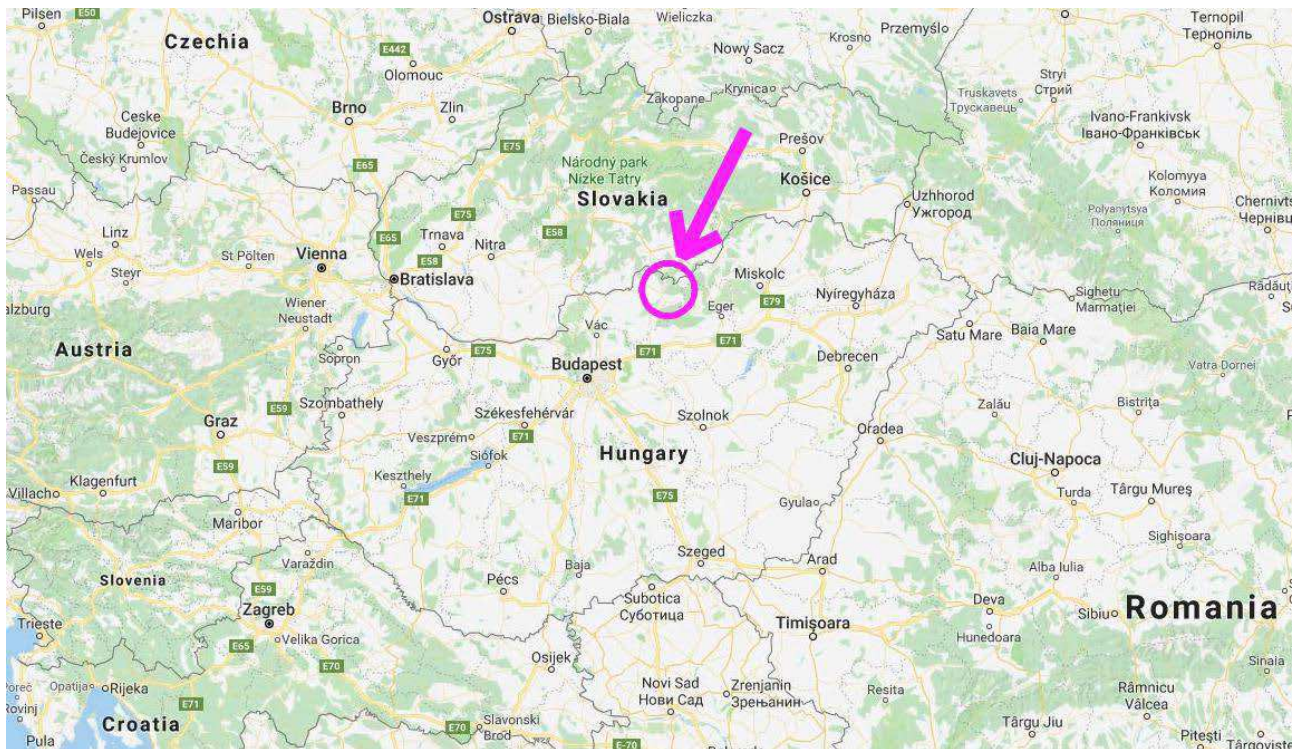 Pilsen
E50
Czechia
Ostrava
Bielsko-Biala
Wieliczka
Ternopil
Тернопіль
Krosno
Przemyślo
Nowy Sacz
E442
Olomouc
Brno
Zlin
Zakopane
Krynica
Stryi
Стрий
Truskavets
Трускавець
Ivano-Frankivsk
Івано-Франківськ
Ceske
Budejovice
Český Krumlov
E65
E75
Národný park
Nízke Tatry
Prešov
Košice
Slovakia
Passau
Uzhhorod
Ужгород
Kolomyya
Коломия
Polyanytsya
Поляниця
Chernivts
Чернівц
Linz
Wels
Steyr
St Pölten
Vienna
E65
E75
Trnava
Nitra
E58
E58
Bratislava
Miskolc
E79
Nyíregyháza
Sighetu
Marmației
Rădău
alzburg
Wiener
Neustadt
Eger
Vác
Satu Mare
Baia Mare
Austria
Sopron
Győr
E75
E71
E71
Debrecen
Vatra Dornei
Budapest
Szombathely
Székesfehérvár
Szolnok
Zalău
Bistrița
Graz
E59
Veszprém
E71
Siófok
Hungary
Oradea
Cluj-Napoca
Villach
Klagenfurt
E59
Keszthely
E71
E75
Gyula
Turda
Târgu Mureș
Maribor
Sighișoara
Varaždin
Szeged
Arad
Alba Iulia
Slovenia
E59
Pécs
Baja
Subotica
Суботица
Deva
Sibiu
Romania
Zagreb
Trieste
Velika Gorica
E65
E70
Timișoara
Hunedoara
Osijek
Novi Sad
Нови Сад
Zrenjanin
Зрењанин
Resita
Sinaia
Râmnicu
Vâlcea
Poreč
Opatija
Rijeka
Rovinj
E71
Croatia
Pula
E70
Slavonski
Brod
E-70
Târgu Jiu
Pitești
Târgoviște